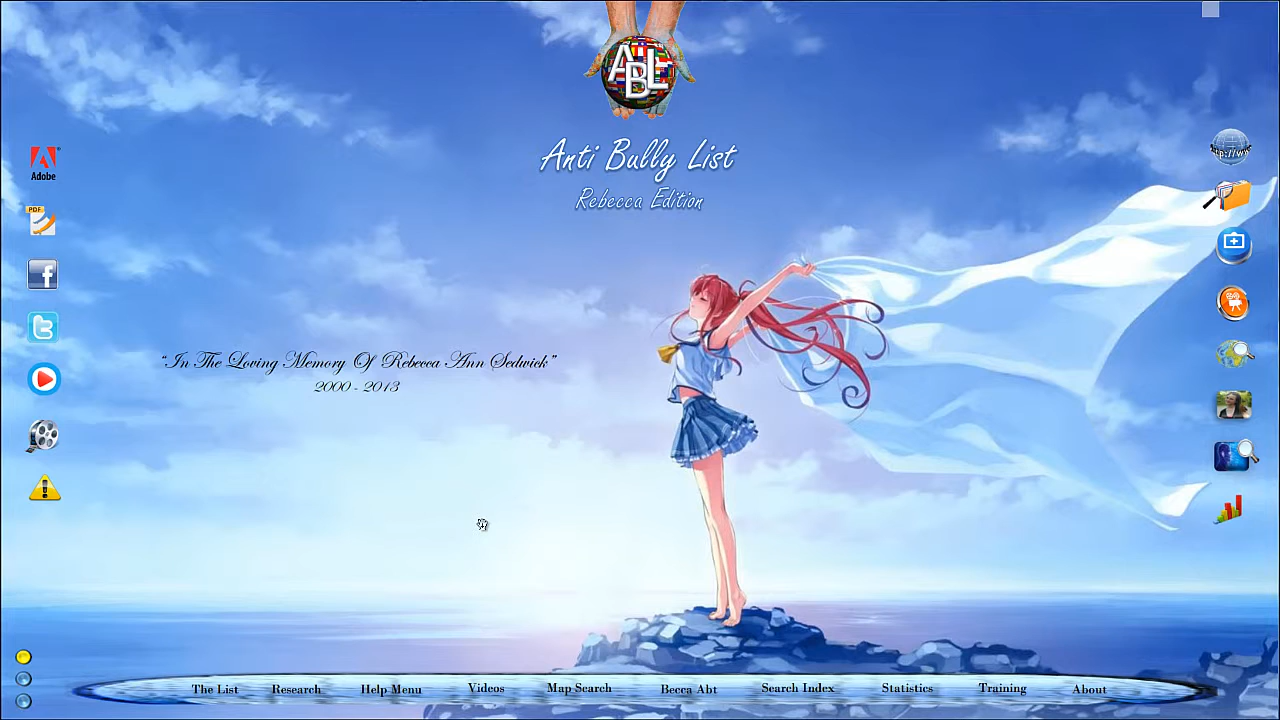 ABL
Anti Bully List
Rebecca Edition
Adobe
PDF
f
t
“In The Loving Memory Of Rebecca Ann Sedwick”
2000 - 2013
The List
Research
Help Menu
Videos
Map Search
Becca Abt
Search Index
Statistics
Training
About